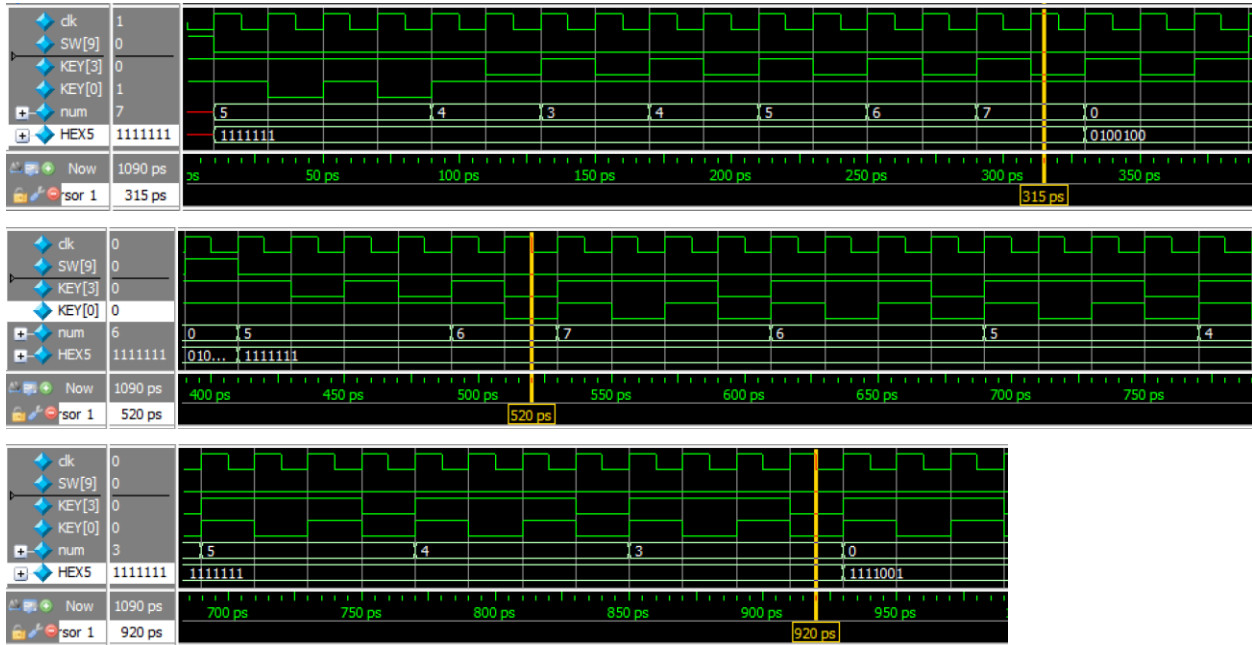 clk 1
SW[9] 0
KEY[3] 0
KEY[0] 1
num 7 5 4 3 4 5 6 7 0
HEX5 1111111 1111111 0100100
Now 1090 ps ps 50 ps 100 ps 150 ps 200 ps 250 ps 300 ps 350 ps
rsor 1 315 ps 315 ps
clk 0
SW[9] 0
KEY[3] 0
KEY[0] 0
num 6 0 5 6 7 6 5 4
HEX5 1111111 010... 1111111
Now 1090 ps 400 ps 450 ps 500 ps 550 ps 600 ps 650 ps 700 ps 750 ps
rsor 1 520 ps 520 ps
clk 0
SW[9] 0
KEY[3] 0
KEY[0] 0
num 3 5 4 3 0
HEX5 1111111 1111111 1111001
Now 1090 ps 700 ps 750 ps 800 ps 850 ps 900 ps 950 ps
rsor 1 920 ps 920 ps